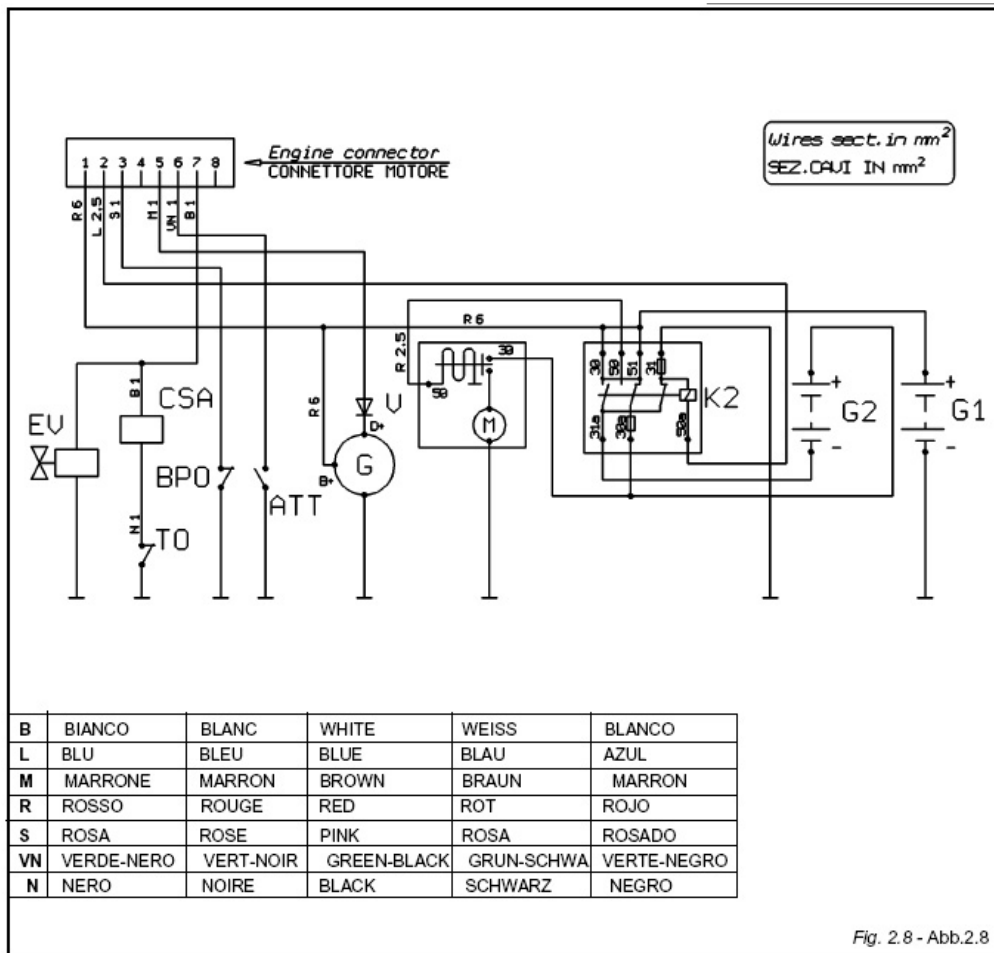 Engine connector
CONNETTORE MOTORE
Wires sect. in mm²
SEZ.CAVI IN mm²
1 2 3 4 5 6 7 8
R 6
L 2,5
S 1
M 1
VN 1
B 1
R 6
R 2,5
30
50
30
50
51
31
K2
31a
30a
50a
M
+
-
G2
+
-
G1
B 1
CSA
EV
N 1
TO
BPO
ATT
R 6
V
D+
G
B+
B BIANCO BLANC WHITE WEISS BLANCO
L BLU BLEU BLUE BLAU AZUL
M MARRONE MARRON BROWN BRAUN MARRON
R ROSSO ROUGE RED ROT ROJO
S ROSA ROSE PINK ROSA ROSADO
VN VERDE-NERO VERT-NOIR GREEN-BLACK GRUN-SCHWA VERTE-NEGRO
N NERO NOIRE BLACK SCHWARZ NEGRO
Fig. 2.8 - Abb.2.8